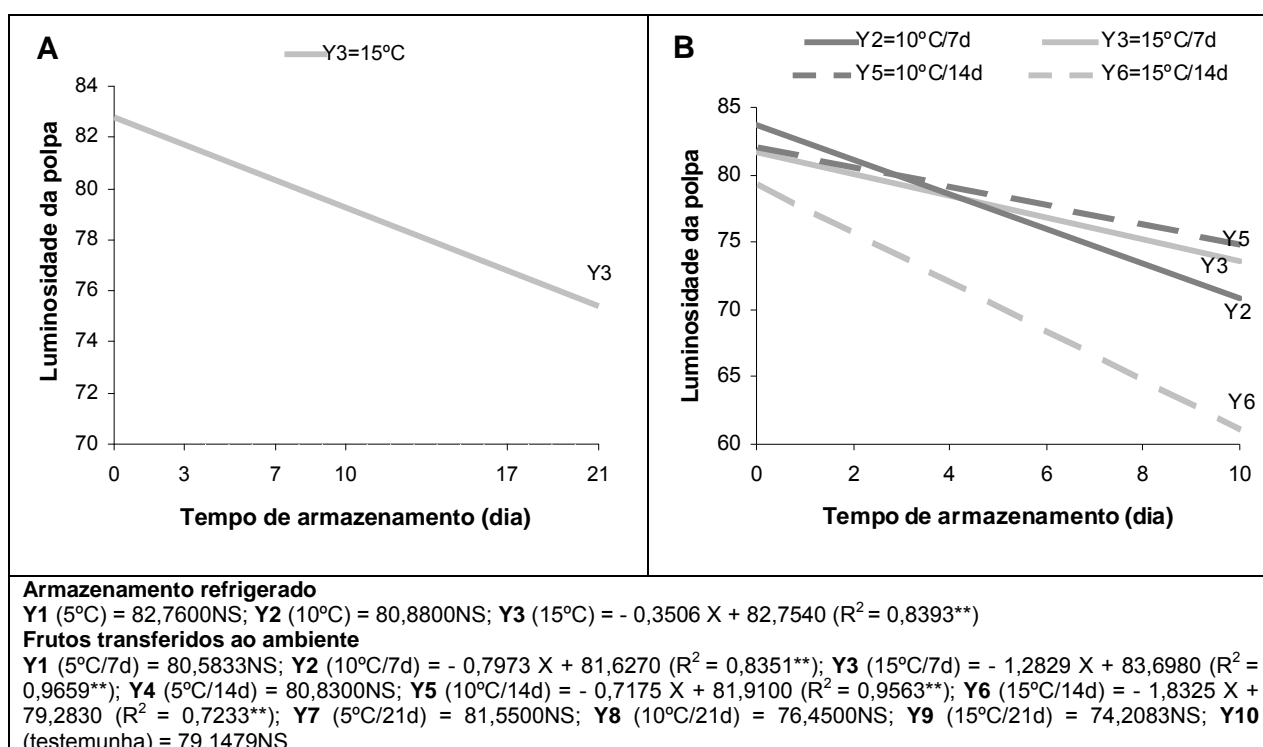 A
Y3=15ºC
84
82
80
78
76
74
72
70
Y3
0 3 7 10 17 21
Luminosidade da polpa
Tempo de armazenamento (dia)
B
Y2=10ºC/7d Y3=15ºC/7d
Y5=10ºC/14d Y6=15ºC/14d
85
80
75
70
65
60
Y5
Y3
Y2
Y6
0 2 4 6 8 10
Luminosidade da polpa
Tempo de armazenamento (dia)
Armazenamento refrigerado
Y1 (5ºC) = 82,7600NS; Y2 (10ºC) = 80,8800NS; Y3 (15ºC) = - 0,3506 X + 82,7540 (R² = 0,8393**)
Frutos transferidos ao ambiente
Y1 (5ºC/7d) = 80,5833NS; Y2 (10ºC/7d) = - 0,7973 X + 81,6270 (R² = 0,8351**); Y3 (15ºC/7d) = - 1,2829 X + 83,6980 (R² =
0,9659**); Y4 (5ºC/14d) = 80,8300NS; Y5 (10ºC/14d) = - 0,7175 X + 81,9100 (R² = 0,9563**); Y6 (15ºC/14d) = - 1,8325 X +
79,2830 (R² = 0,7233**); Y7 (5ºC/21d) = 81,5500NS; Y8 (10ºC/21d) = 76,4500NS; Y9 (15ºC/21d) = 74,2083NS; Y10
(testemunha) = 79,1479NS